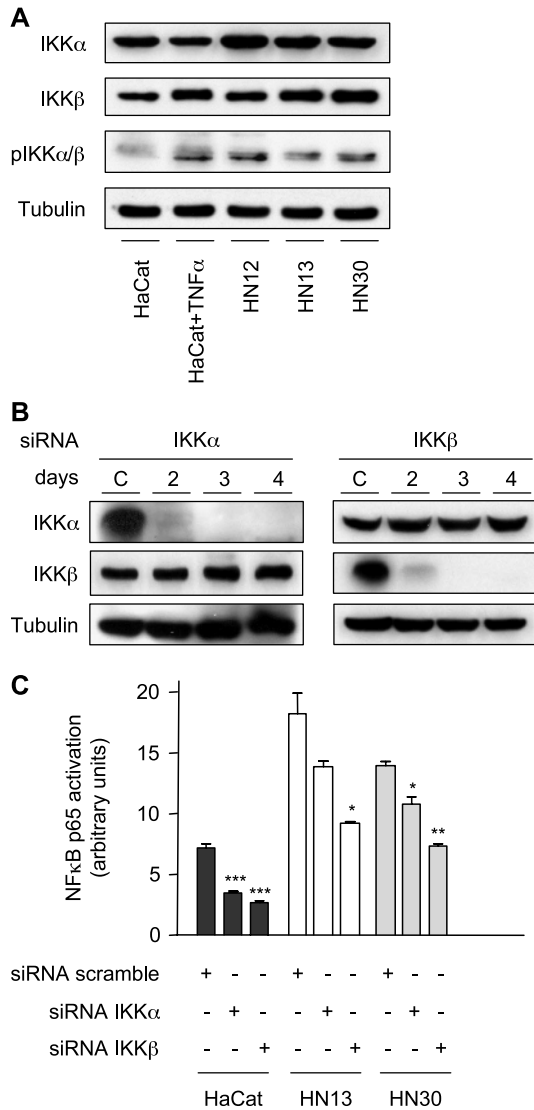 A
IKKα
IKKβ
pIKKα/β
Tubulin
HaCat
HaCat+TNFα
HN12
HN13
HN30
B
siRNA IKKα IKKβ
days C 2 3 4 C 2 3 4
IKKα
IKKβ
Tubulin
C
NFκB p65 activation
(arbitrary units)
20
15
10
5
0
*** *** * * **
siRNA scramble + - - + - - + - -
siRNA IKKα - + - - + - - + -
siRNA IKKβ - - + - - + - - +
HaCat HN13 HN30